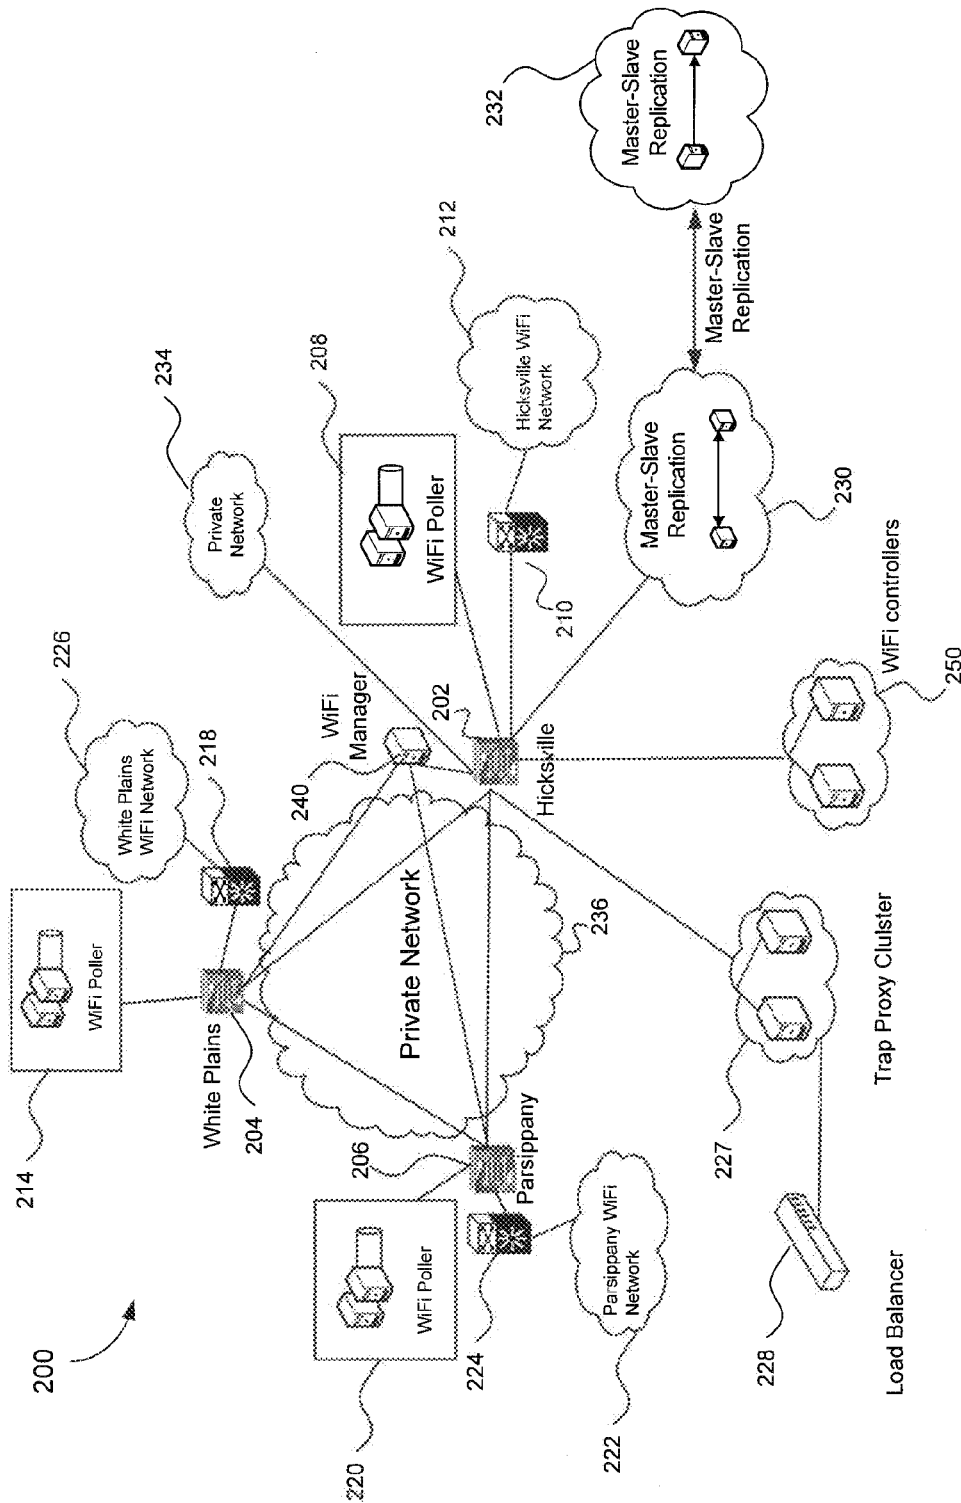 200
214
WiFi Poller
White Plains
204
226
White Plains
WiFi Network
218
234
Private
Network
208
WiFi Poller
212
Hicksville WiFi
Network
210
WiFi
Manager
240
202
Hicksville
Private Network
236
206
Parsippany
220
WiFi Poller
224
Parsippany WiFi
Network
222
232
Master-Slave
Replication
Master-Slave
Replication
Master-Slave
Replication
230
WiFi controllers
250
Trap Proxy Clulster
227
Load Balancer
228